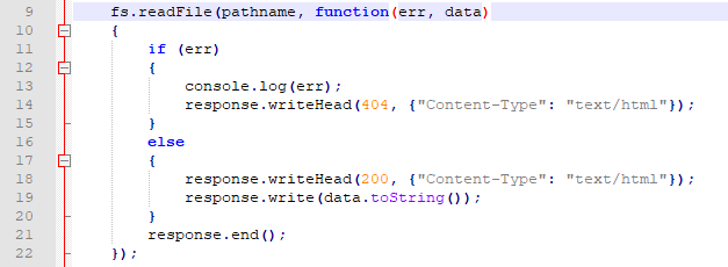 9 fs.readFile(pathname, function(err, data)
10 {
11 if (err)
12 {
13 console.log(err);
14 response.writeHead(404, {"Content-Type": "text/html"});
15 }
16 else
17 {
18 response.writeHead(200, {"Content-Type": "text/html"});
19 response.write(data.toString());
20 }
21 response.end();
22 });